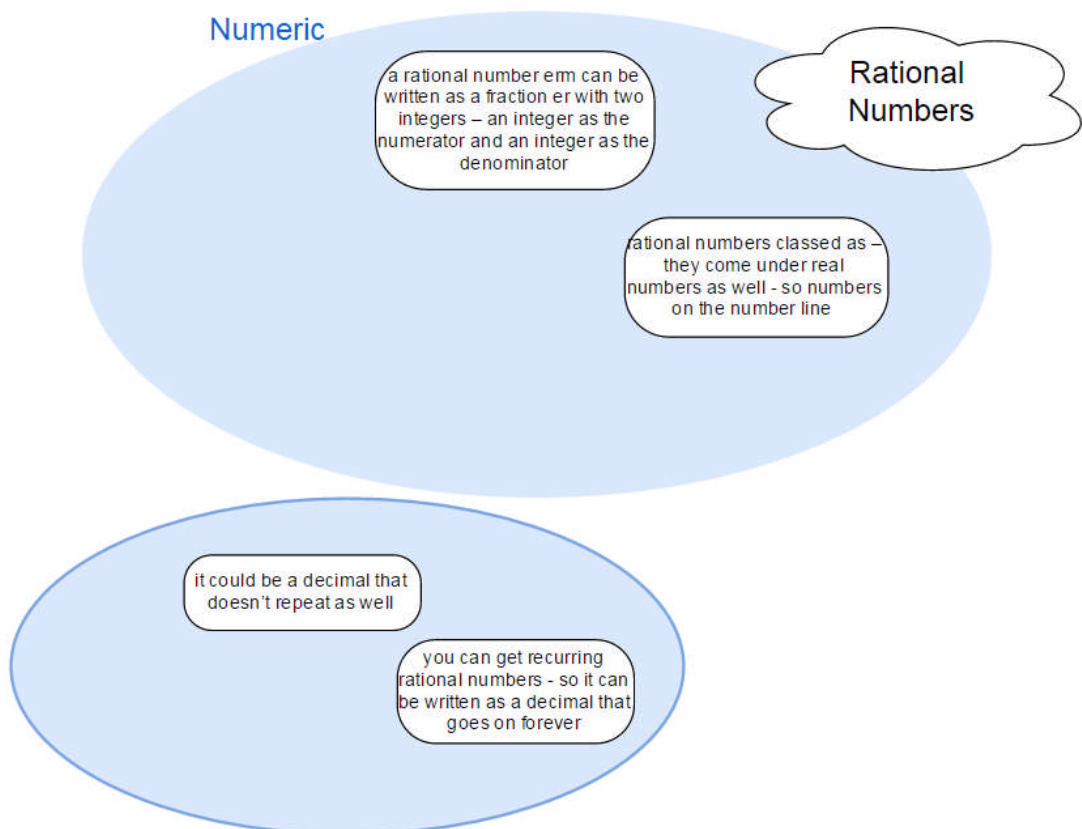 Numeric
Rational
Numbers
a rational number erm can be
written as a fraction er with two
integers – an integer as the
numerator and an integer as the
denominator
rational numbers classed as –
they come under real
numbers as well - so numbers
on the number line
it could be a decimal that
doesn't repeat as well
you can get recurring
rational numbers - so it can
be written as a decimal that
goes on forever